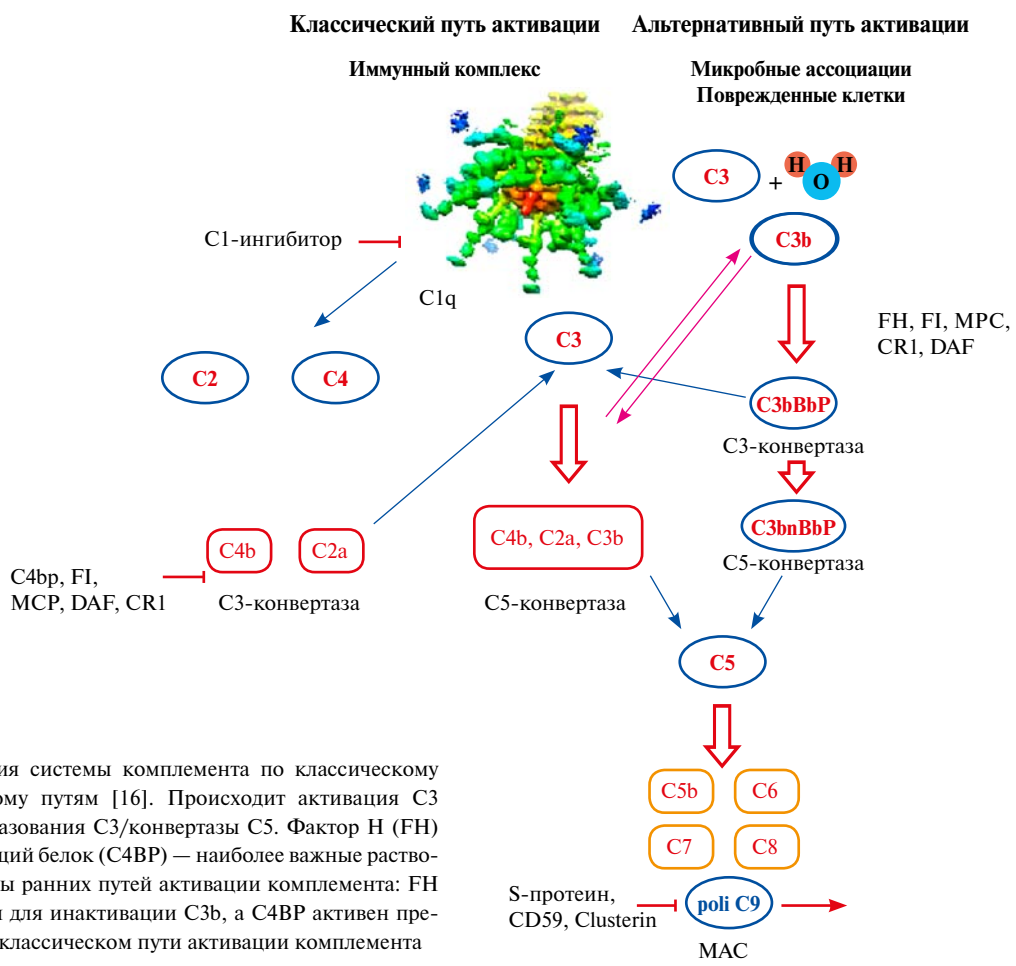 Классический путь активации
Альтернативный путь активации
Иммунный комплекс
Микробные ассоциации
Поврежденные клетки
C3
+
H
O
H
C3b
C1-ингибитор
C1q
FH, FI, MPC,
CR1, DAF
C3
C2
C4
C3bBbP
C3-конвертаза
C3bnBbP
C5-конвертаза
C4b
C2a
C4b, C2a, C3b
C4bp, FI,
MCP, DAF, CR1
C3-конвертаза
C5-конвертаза
C5
C5b
C6
C7
C8
S-протеин,
CD59, Clusterin
poli C9
MAC
ия системы комплемента по классическому
ому путям [16]. Происходит активация C3
разования C3/конвертазы C5. Фактор H (FH)
щий белок (C4BP) — наиболее важные раство-
ы ранних путей активации комплемента: FH
и для инактивации C3b, а C4BP активен пре-
классическом пути активации комплемента